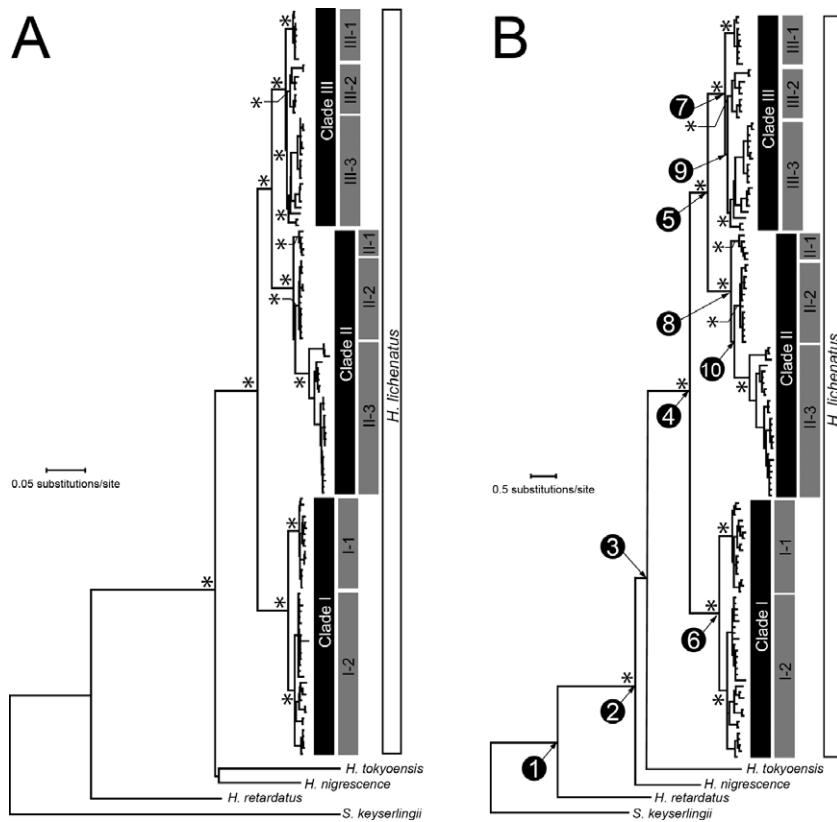 A
*
III-1
*
III-2
*
Clade III
*
III-3
*
*
*
II-1
*
*
II-2
*
Clade II
*
*
II-3
H. lichenatus
0.05 substitutions/site
*
I-1
*
*
Clade I
*
I-2
H. tokyoensis
H. nigrescence
H. retardatus
S. keyserlingii
B
*
III-1
*
7
III-2
*
Clade III
9
III-3
*
5
*
*
II-1
*
8
*
II-2
10
Clade II
*
*
4
II-3
H. lichenatus
0.5 substitutions/site
*
I-1
3
*
6
Clade I
*
I-2
*
2
1
H. tokyoensis
H. nigrescence
H. retardatus
S. keyserlingii